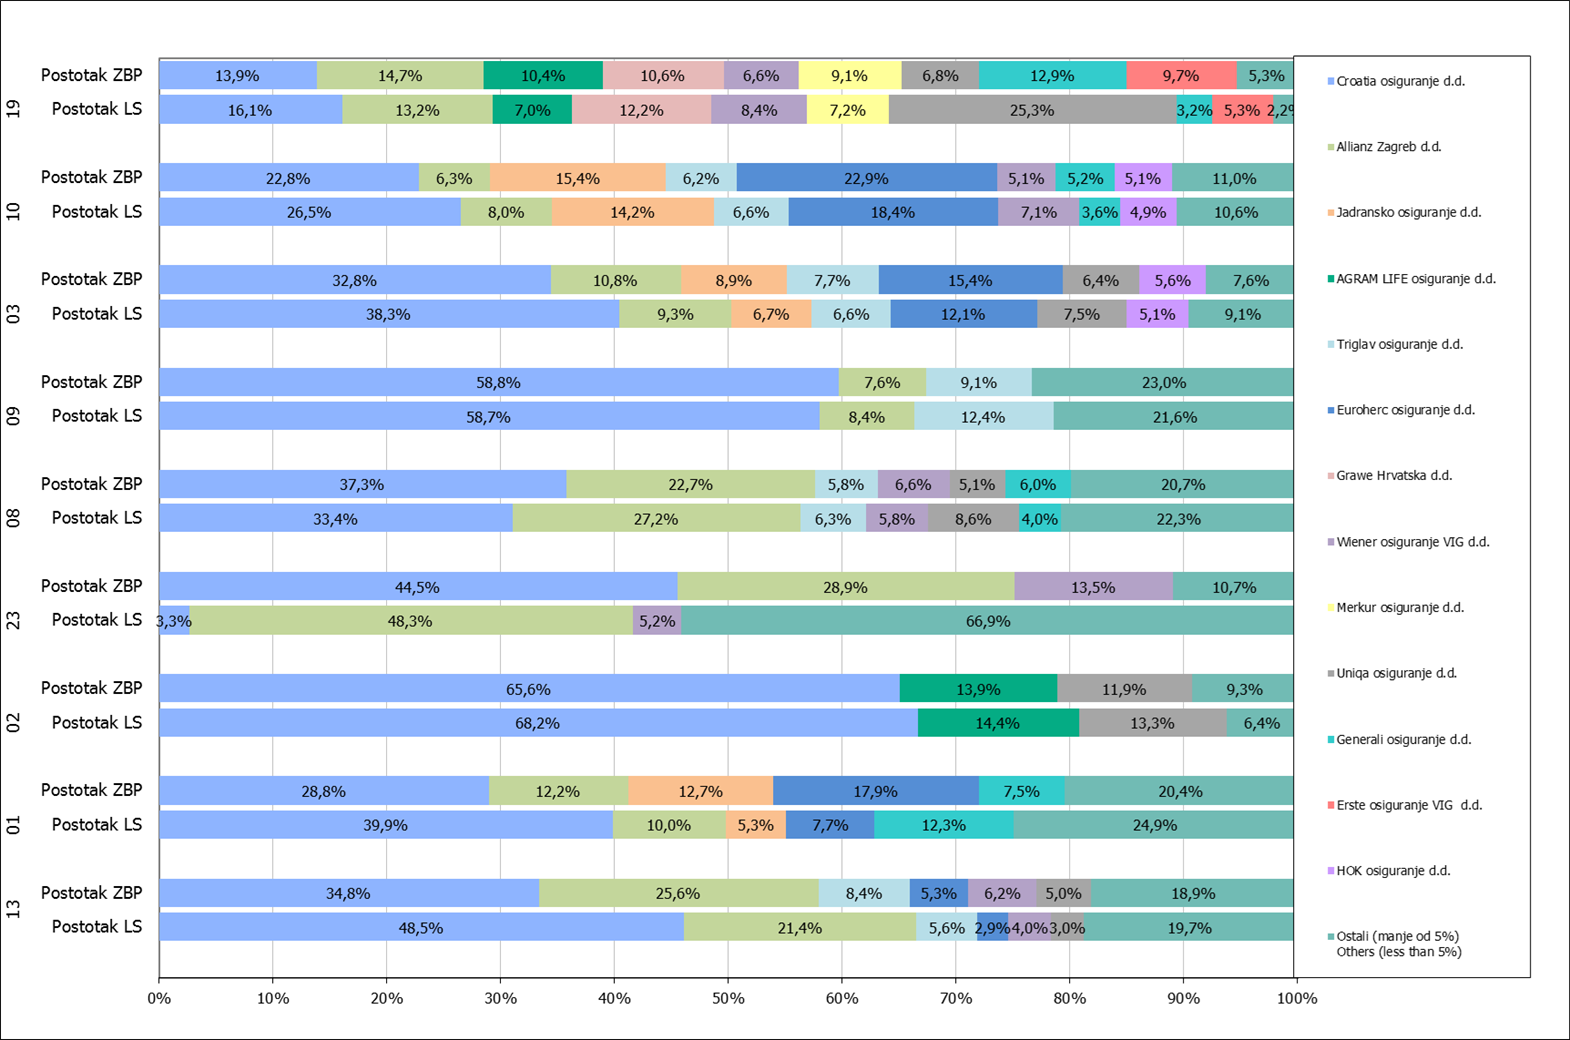 19
Postotak ZBP 13,9% 14,7% 10,4% 10,6% 6,6% 9,1% 6,8% 12,9% 9,7% 5,3%
Postotak LS 16,1% 13,2% 7,0% 12,2% 8,4% 7,2% 25,3% 3,2% 5,3% 2,2%
10
Postotak ZBP 22,8% 6,3% 15,4% 6,2% 22,9% 5,1% 5,2% 5,1% 11,0%
Postotak LS 26,5% 8,0% 14,2% 6,6% 18,4% 7,1% 3,6% 4,9% 10,6%
03
Postotak ZBP 32,8% 10,8% 8,9% 7,7% 15,4% 6,4% 5,6% 7,6%
Postotak LS 38,3% 9,3% 6,7% 6,6% 12,1% 7,5% 5,1% 9,1%
09
Postotak ZBP 58,8% 7,6% 9,1% 23,0%
Postotak LS 58,7% 8,4% 12,4% 21,6%
08
Postotak ZBP 37,3% 22,7% 5,8% 6,6% 5,1% 6,0% 20,7%
Postotak LS 33,4% 27,2% 6,3% 5,8% 8,6% 4,0% 22,3%
23
Postotak ZBP 44,5% 28,9% 13,5% 10,7%
Postotak LS 3,3% 48,3% 5,2% 66,9%
02
Postotak ZBP 65,6% 13,9% 11,9% 9,3%
Postotak LS 68,2% 14,4% 13,3% 6,4%
01
Postotak ZBP 28,8% 12,2% 12,7% 17,9% 7,5% 20,4%
Postotak LS 39,9% 10,0% 5,3% 7,7% 12,3% 24,9%
13
Postotak ZBP 34,8% 25,6% 8,4% 5,3% 6,2% 5,0% 18,9%
Postotak LS 48,5% 21,4% 5,6% 2,9% 4,0% 3,0% 19,7%
0% 10% 20% 30% 40% 50% 60% 70% 80% 90% 100%
Croatia osiguranje d.d.
Allianz Zagreb d.d.
Jadransko osiguranje d.d.
AGRAM LIFE osiguranje d.d.
Triglav osiguranje d.d.
Euroherc osiguranje d.d.
Grawe Hrvatska d.d.
Wiener osiguranje VIG d.d.
Merkur osiguranje d.d.
Uniqa osiguranje d.d.
Generali osiguranje d.d.
Erste osiguranje VIG d.d.
HOK osiguranje d.d.
Ostali (manje od 5%)
Others (less than 5%)